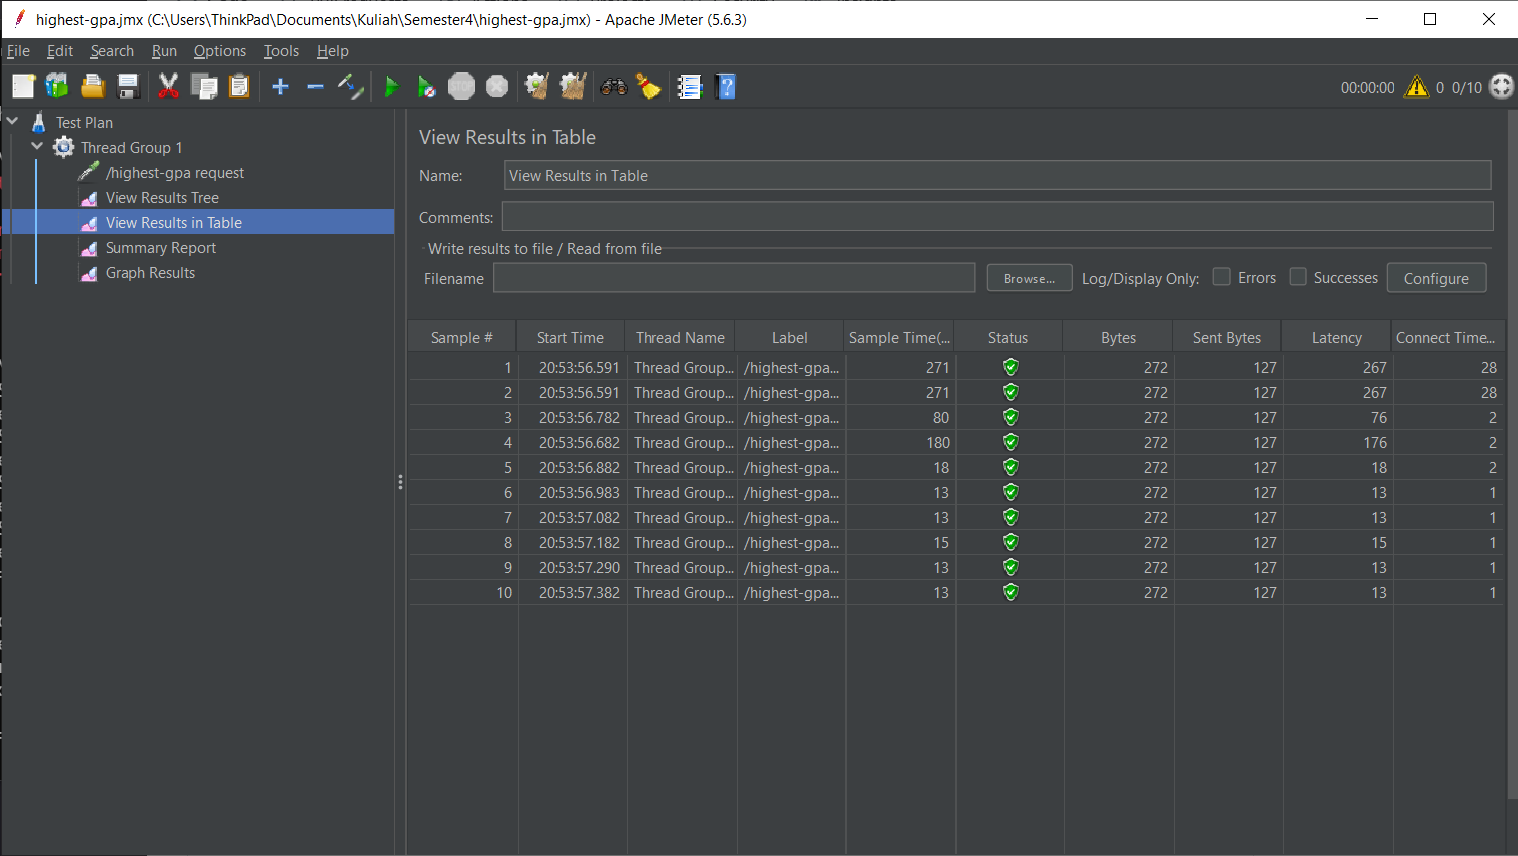 highest-gpa.jmx (C:\Users\ThinkPad\Documents\Kuliah\Semester4\highest-gpa.jmx) - Apache JMeter (5.6.3)
File Edit Search Run Options Tools Help
STOP 00:00:00 0 0/10
Test Plan
Thread Group 1
/highest-gpa request
View Results Tree
View Results in Table
Summary Report
Graph Results
View Results in Table
Name: View Results in Table
Comments:
Write results to file / Read from file
Filename Browse... Log/Display Only: Errors Successes Configure
Sample # Start Time Thread Name Label Sample Time(... Status Bytes Sent Bytes Latency Connect Time...
1 20:53:56.591 Thread Group... /highest-gpa... 271 272 127 267 28
2 20:53:56.591 Thread Group... /highest-gpa... 271 272 127 267 28
3 20:53:56.782 Thread Group... /highest-gpa... 80 272 127 76 2
4 20:53:56.682 Thread Group... /highest-gpa... 180 272 127 176 2
5 20:53:56.882 Thread Group... /highest-gpa... 18 272 127 18 2
6 20:53:56.983 Thread Group... /highest-gpa... 13 272 127 13 1
7 20:53:57.082 Thread Group... /highest-gpa... 13 272 127 13 1
8 20:53:57.182 Thread Group... /highest-gpa... 15 272 127 15 1
9 20:53:57.290 Thread Group... /highest-gpa... 13 272 127 13 1
10 20:53:57.382 Thread Group... /highest-gpa... 13 272 127 13 1